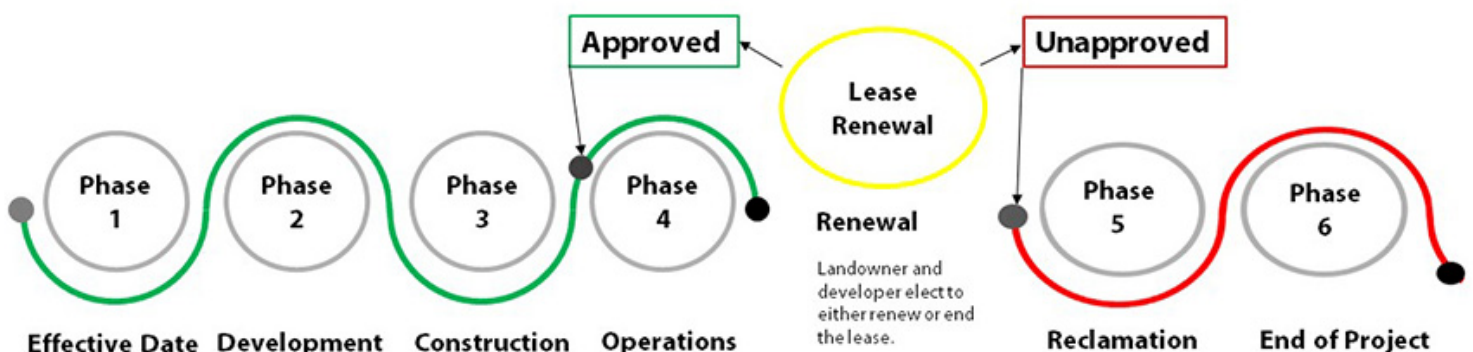 Approved
Unapproved
Lease
Renewal
Phase
1
Phase
2
Phase
3
Phase
4
Phase
5
Phase
6
Renewal
Landowner and
developer elect to
either renew or end
the lease.
Effective Date
Development
Construction
Operations
Reclamation
End of Project